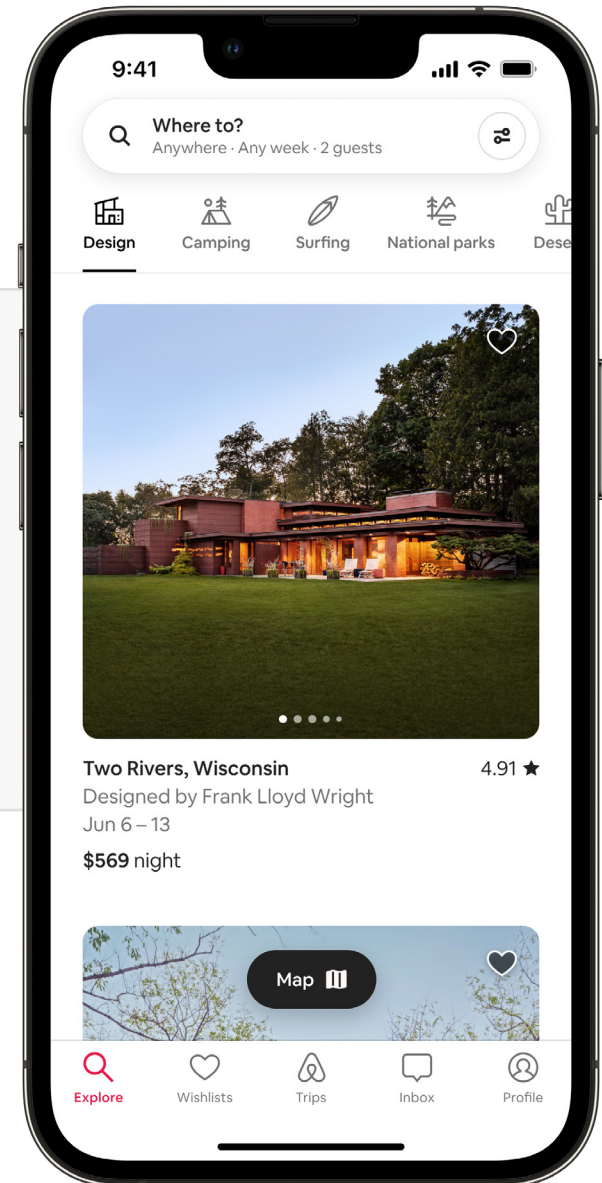 9:41
Where to?
Anywhere · Any week · 2 guests
Design
Camping
Surfing
National parks
Dese
Two Rivers, Wisconsin
4.91 ★
Designed by Frank Lloyd Wright
Jun 6 – 13
$569 night
Map
Explore
Wishlists
Trips
Inbox
Profile